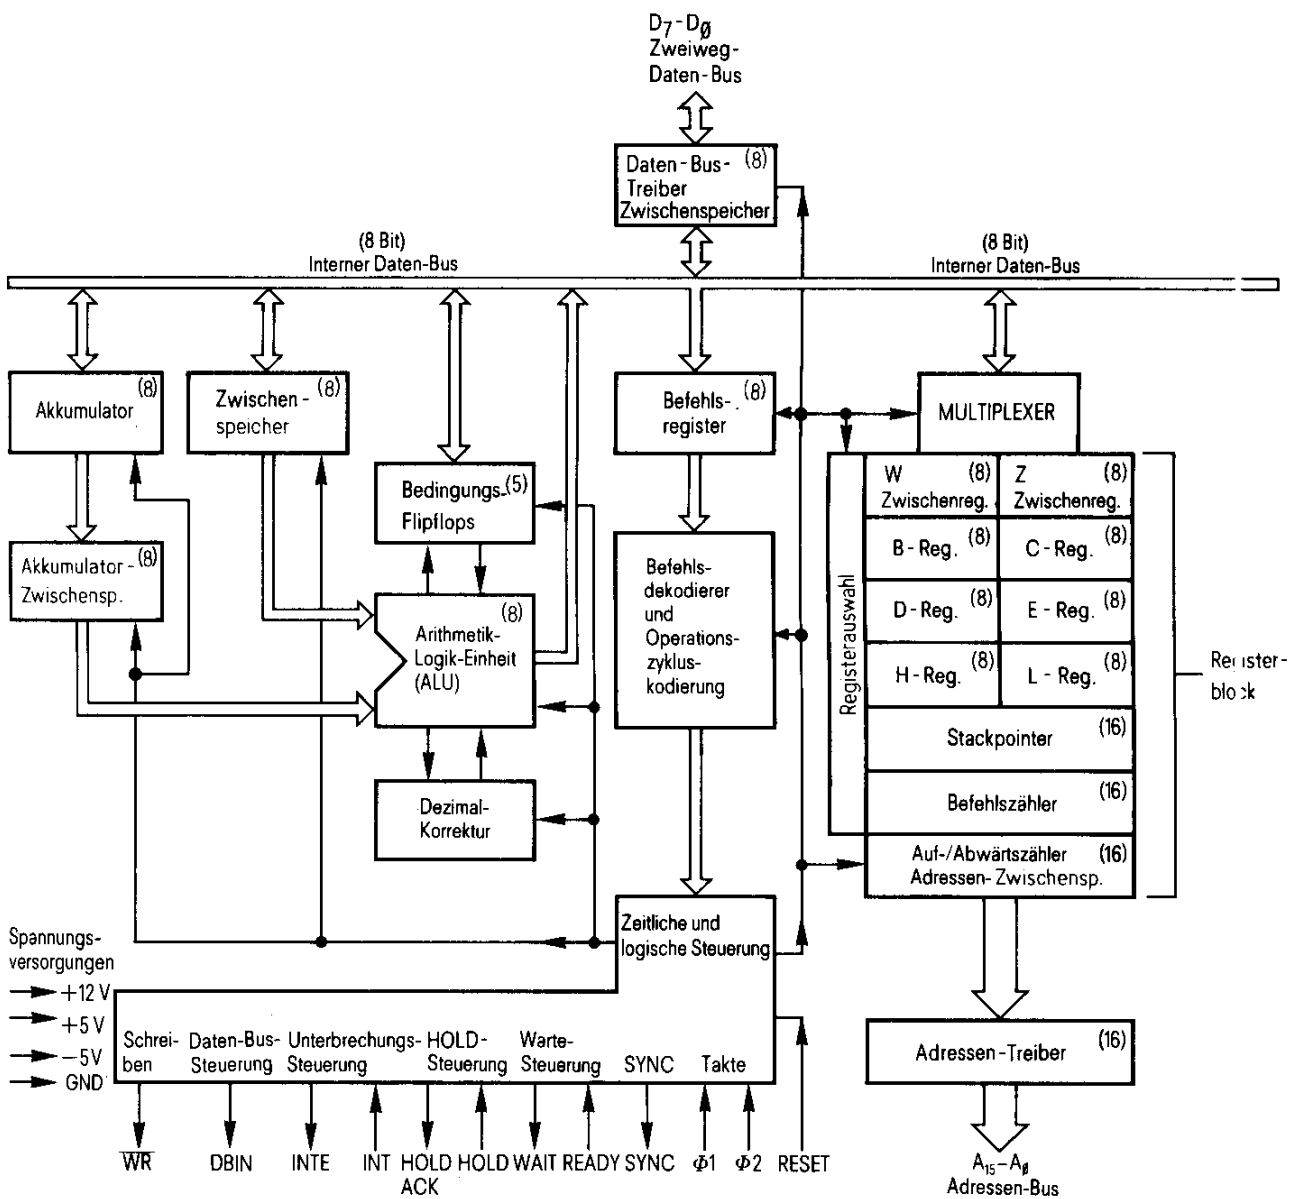 D₇-D∅
Zweiweg-
Daten-Bus
Daten-Bus- (8)
Treiber
Zwischenspeicher
(8 Bit)
Interner Daten-Bus
(8 Bit)
Interner Daten-Bus
(8)
Akkumulator
Zwischen- (8)
speicher
Befehls- (8)
register
MULTIPLEXER
Bedingungs- (5)
Flipflops
Akkumulator- (8)
Zwischensp.
(8)
Arithmetik-
Logik-Einheit
(ALU)
Dezimal-
Korrektur
Befehls-
dekodierer
und
Operations-
zyklus-
kodierung
Registerauswahl
W (8)
Zwischenreg.
Z (8)
Zwischenreg.
B-Reg. (8)
C-Reg. (8)
D-Reg. (8)
E-Reg. (8)
H-Reg. (8)
L-Reg. (8)
Stackpointer (16)
Befehlszähler (16)
Auf-/Abwärtszähler (16)
Adressen-Zwischensp.
Register-
block
Zeitliche und
logische Steuerung
Spannungs-
versorgungen
+12 V
+5 V
-5V
GND
Schrei-
ben
Daten-Bus-
Steuerung
Unterbrechungs-
Steuerung
HOLD-
Steuerung
Warte-
Steuerung
SYNC
Takte
Adressen-Treiber (16)
W̅R̅
DBIN
INTE
INT
HOLD
ACK
HOLD
WAIT
READY
SYNC
Φ1
Φ2
RESET
A₁₅-A∅
Adressen-Bus